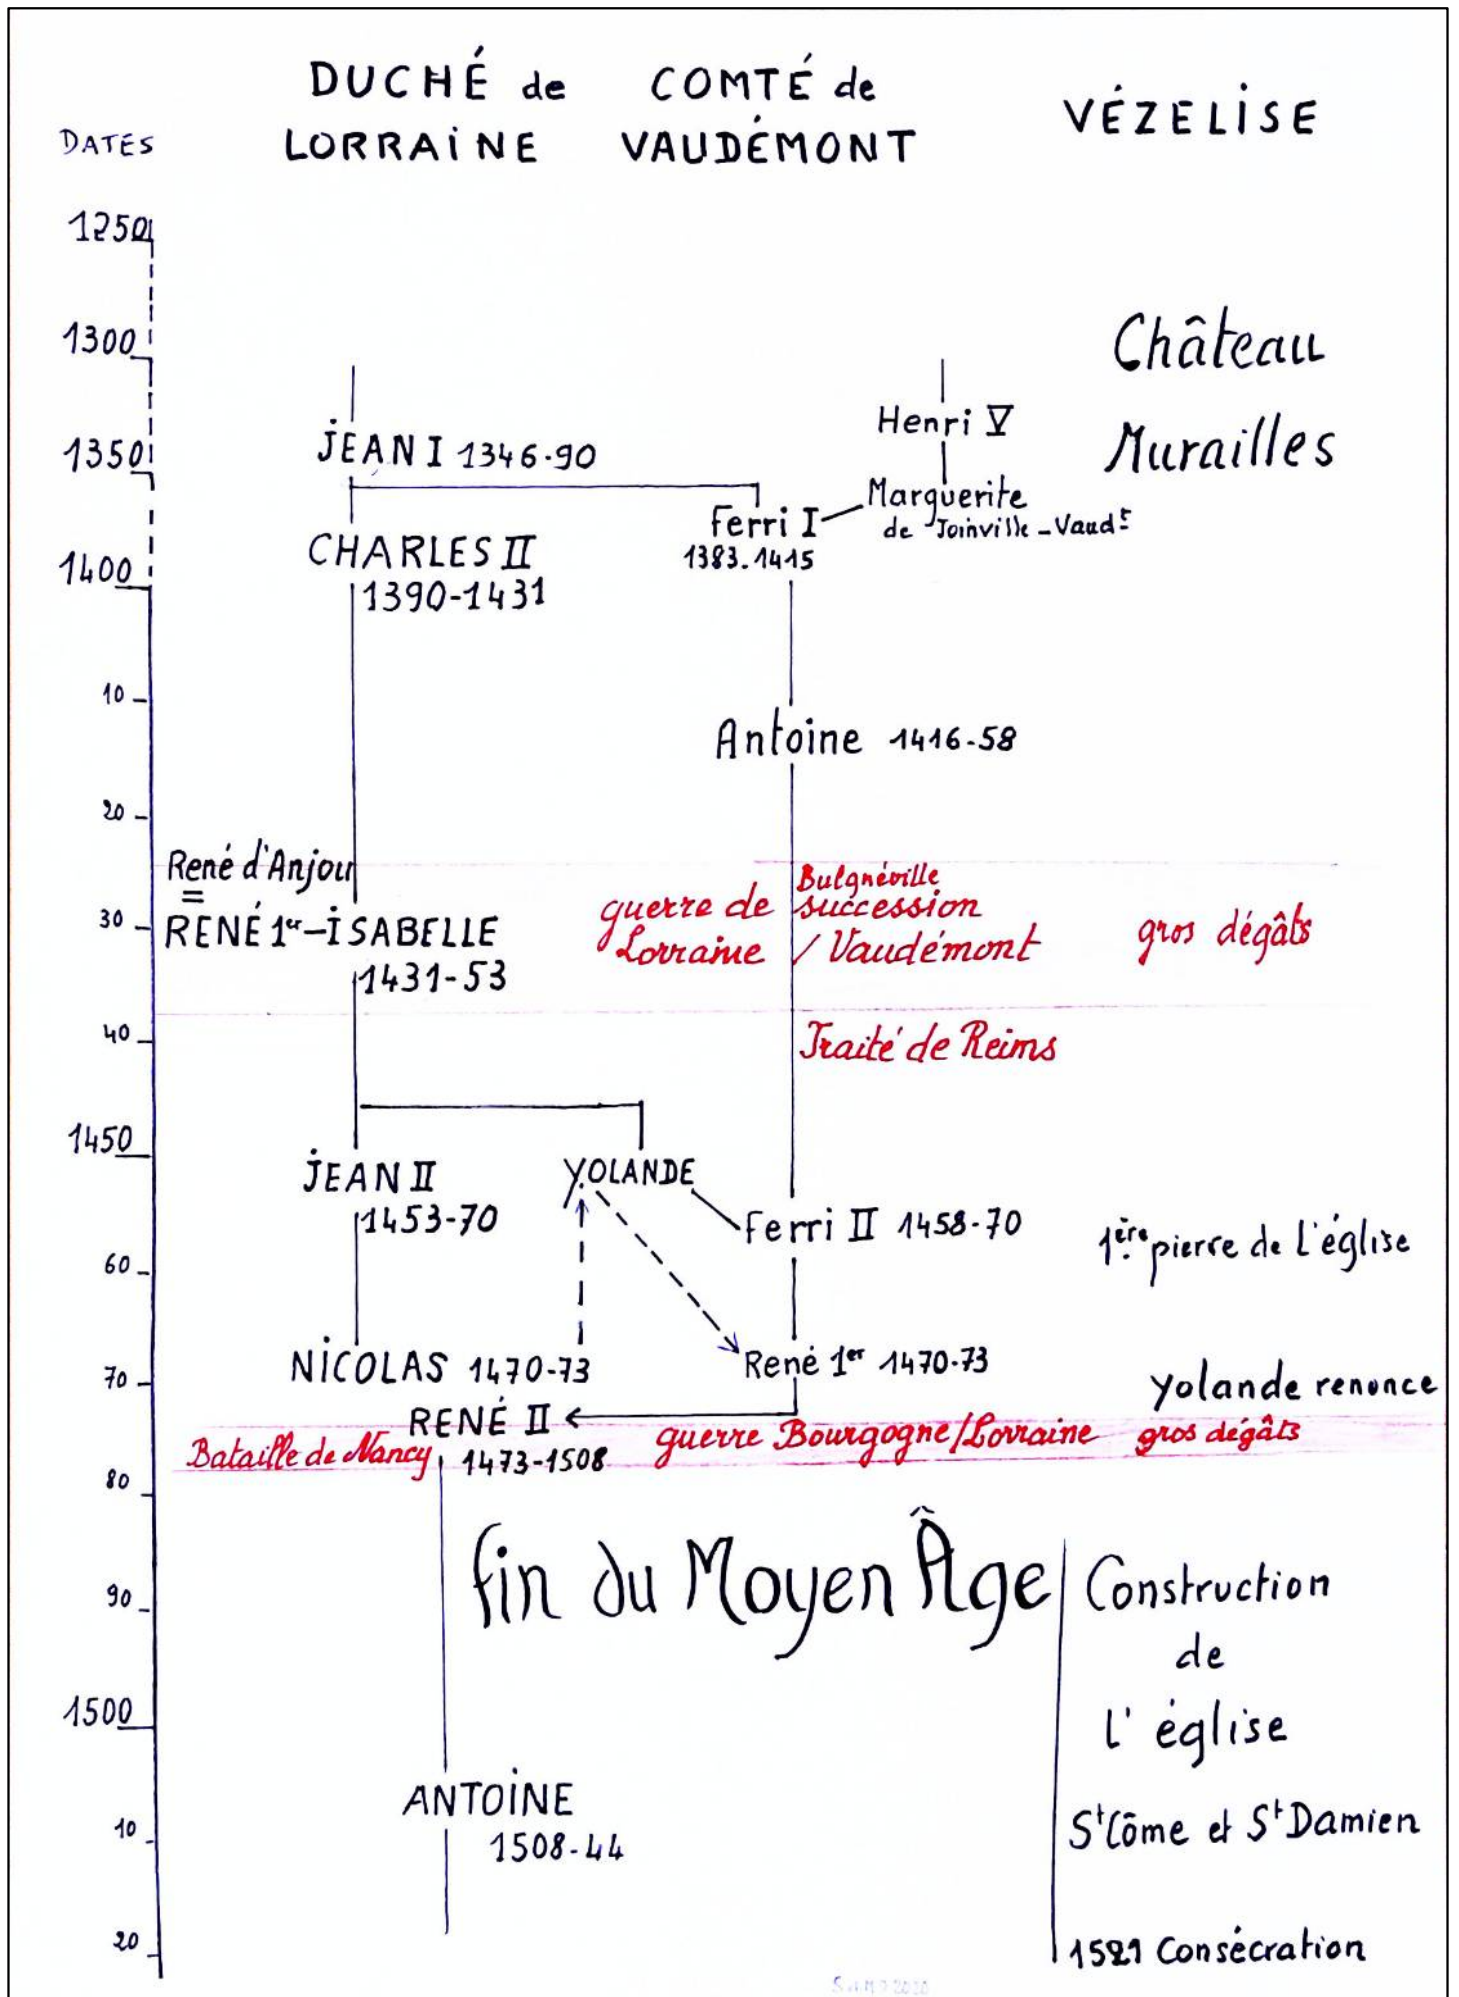 DUCHÉ de
LORRAINE
COMTÉ de
VAUDÉMONT
VÉZELISE
DATES
1250
1300
Château
Henri V
JEAN I 1346-90
1350
Murailles
Marguerite
de Joinville-Vaudt
Ferri I
1383-1415
CHARLES II
1390-1431
1400
10
Antoine 1416-58
20
René d'Anjou
=
RENÉ 1er-ISABELLE
1431-53
30
Bulgnéville
guerre de succession
Lorraine / Vaudémont
gros dégâts
40
Traité de Reims
1450
JEAN II
1453-70
YOLANDE
Ferri II 1458-70
1ère pierre de l'église
60
NICOLAS 1470-73
René 1er 1470-73
70
Yolande renonce
RENÉ II
1473-1508
Bataille de Nancy
guerre Bourgogne/Lorraine
gros dégâts
80
fin du Moyen Âge
Construction
de
l'église
St Côme et St Damien
90
1500
ANTOINE
1508-44
10
20
1521 Consécration